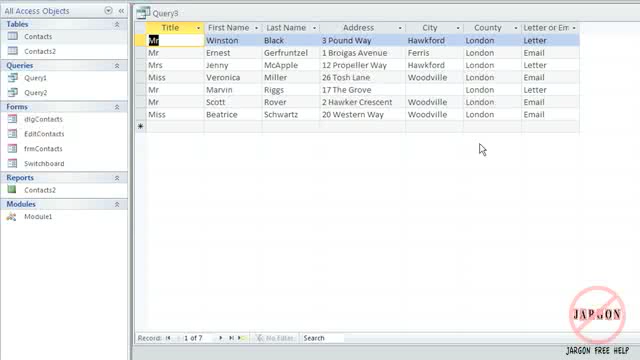 All Access Objects
Tables
Contacts
Contacts2
Queries
Query1
Query2
Forms
dlgContacts
EditContacts
frmContacts
Switchboard
Reports
Contacts2
Modules
Module1
Query3
Title First Name Last Name Address City County Letter or Em
Mr Winston Black 3 Pound Way Hawkford London Letter
Mr Ernest Gerfruntzel 1 Broigas Avenue Ferris London Email
Mrs Jenny McApple 12 Propeller Way Hawkford London Letter
Miss Veronica Miller 26 Tosh Lane Woodville London Email
Mr Marvin Riggs 17 The Grove London Letter
Mr Scott Rover 2 Hawker Crescent Woodville London Email
Miss Beatrice Schwartz 20 Western Way Woodville London Email
Record: 1 of 7 No Filter Search
JARGON
JARGON FREE HELP